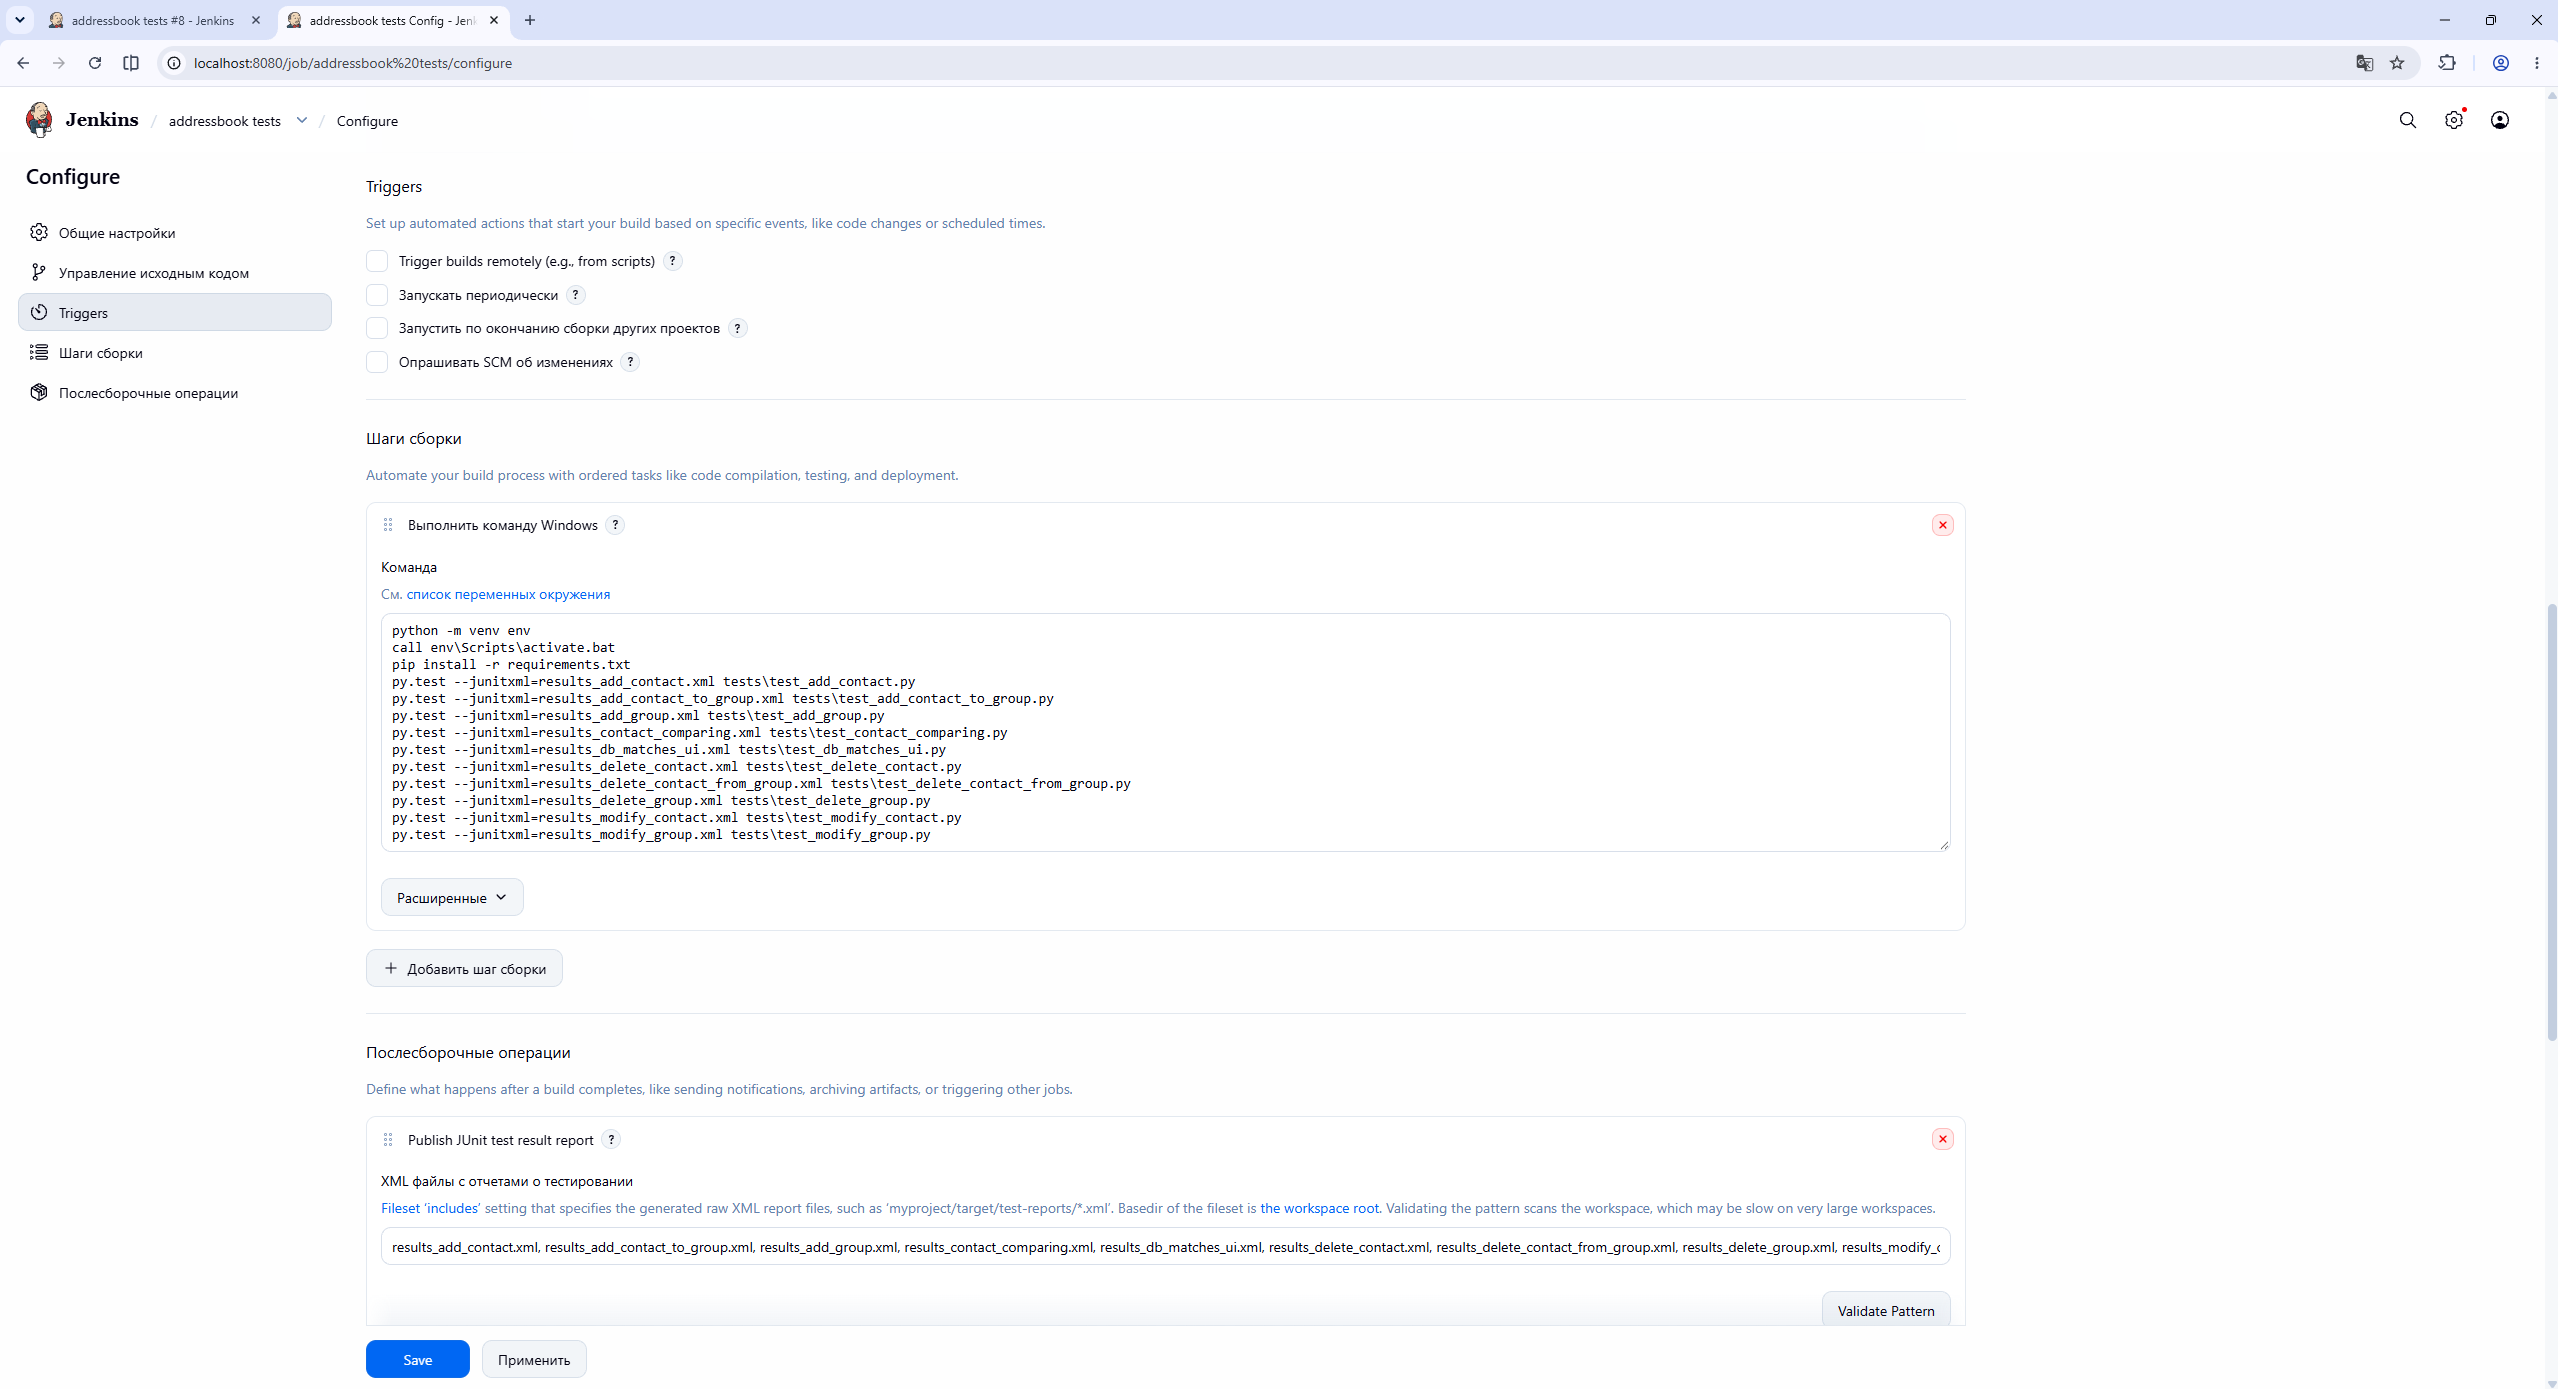 addressbook tests #8 - Jenkins
addressbook tests Config - Jen
localhost:8080/job/addressbook%20tests/configure
Jenkins / addressbook tests / Configure
Configure
Общие настройки
Управление исходным кодом
Triggers
Шаги сборки
Послесборочные операции
Triggers
Set up automated actions that start your build based on specific events, like code changes or scheduled times.
Trigger builds remotely (e.g., from scripts) ?
Запускать периодически ?
Запустить по окончанию сборки других проектов ?
Опрашивать SCM об изменениях ?
Шаги сборки
Automate your build process with ordered tasks like code compilation, testing, and deployment.
Выполнить команду Windows ?
Команда
См. список переменных окружения
python -m venv env
call env\Scripts\activate.bat
pip install -r requirements.txt
py.test --junitxml=results_add_contact.xml tests\test_add_contact.py
py.test --junitxml=results_add_contact_to_group.xml tests\test_add_contact_to_group.py
py.test --junitxml=results_add_group.xml tests\test_add_group.py
py.test --junitxml=results_contact_comparing.xml tests\test_contact_comparing.py
py.test --junitxml=results_db_matches_ui.xml tests\test_db_matches_ui.py
py.test --junitxml=results_delete_contact.xml tests\test_delete_contact.py
py.test --junitxml=results_delete_contact_from_group.xml tests\test_delete_contact_from_group.py
py.test --junitxml=results_delete_group.xml tests\test_delete_group.py
py.test --junitxml=results_modify_contact.xml tests\test_modify_contact.py
py.test --junitxml=results_modify_group.xml tests\test_modify_group.py
Расширенные
Добавить шаг сборки
Послесборочные операции
Define what happens after a build completes, like sending notifications, archiving artifacts, or triggering other jobs.
Publish JUnit test result report ?
XML файлы с отчетами о тестировании
Fileset ‘includes’ setting that specifies the generated raw XML report files, such as ‘myproject/target/test-reports/*.xml’. Basedir of the fileset is the workspace root. Validating the pattern scans the workspace, which may be slow on very large workspaces.
results_add_contact.xml, results_add_contact_to_group.xml, results_add_group.xml, results_contact_comparing.xml, results_db_matches_ui.xml, results_delete_contact.xml, results_delete_contact_from_group.xml, results_delete_group.xml, results_modify_c
Validate Pattern
Save
Применить